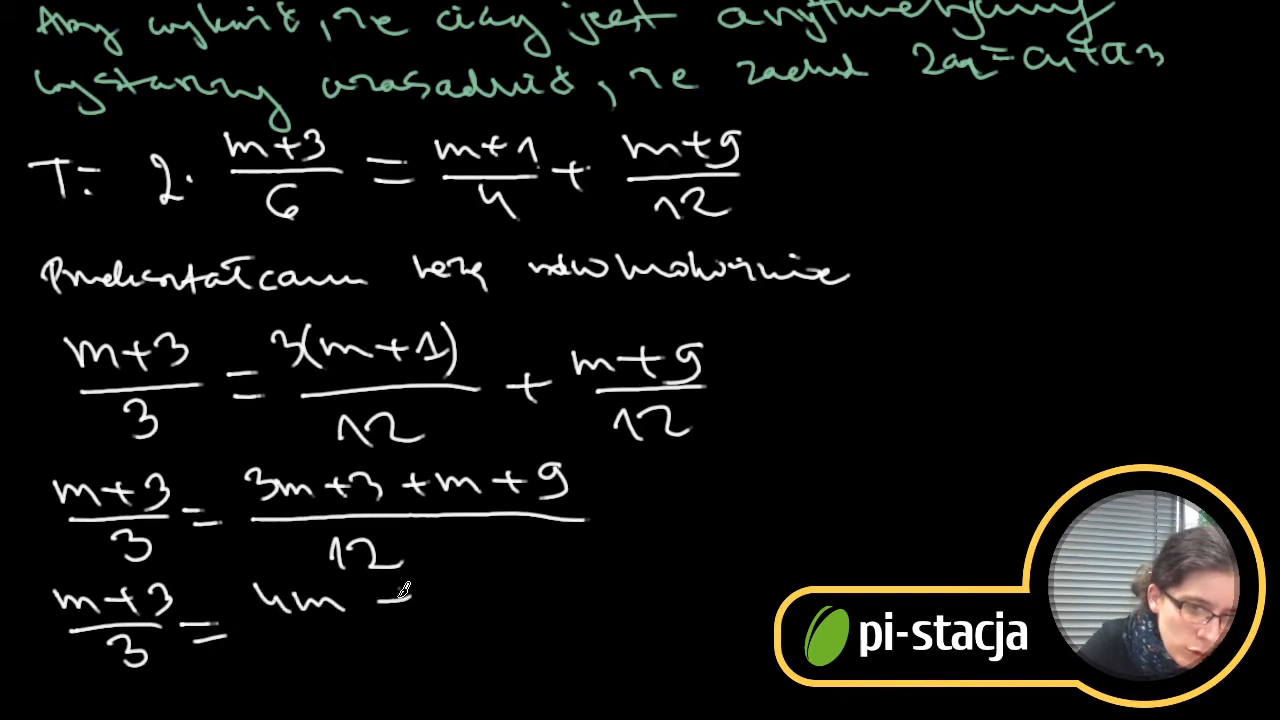 Aby wykazać, że ciąg jest arytmetyczny
wystarczy uzasadnić, że zachodzi 2a₂=a₁+a₃
T: 2·(m+3)/6 = (m+1)/4 + (m+9)/12
Przekształcam tezę równoważnie
(m+3)/3 = 3(m+1)/12 + (m+9)/12
(m+3)/3 = (3m+3+m+9)/12
(m+3)/3 = 4m -
pi-stacja